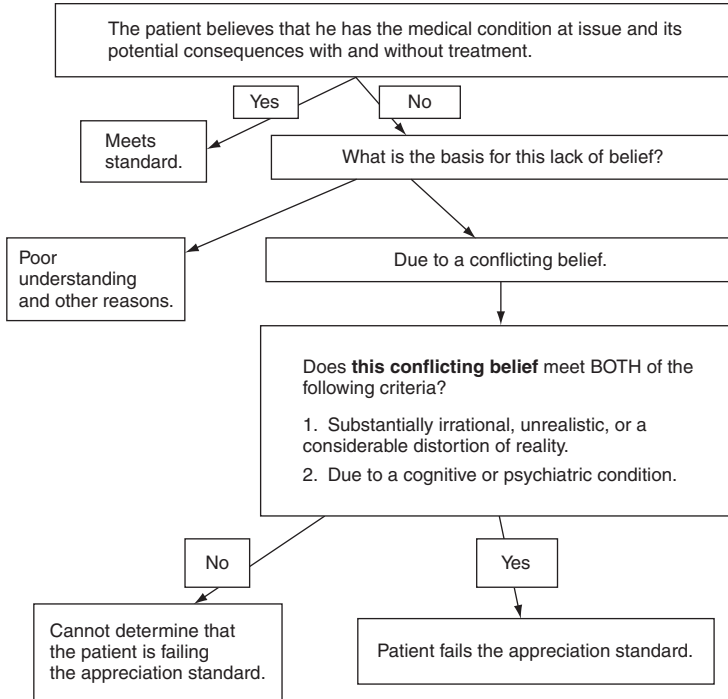 The patient believes that he has the medical condition at issue and its
potential consequences with and without treatment.
Yes
No
Meets
standard.
What is the basis for this lack of belief?
Poor
understanding
and other reasons.
Due to a conflicting belief.
Does this conflicting belief meet BOTH of the
following criteria?
1. Substantially irrational, unrealistic, or a
considerable distortion of reality.
2. Due to a cognitive or psychiatric condition.
No
Yes
Cannot determine that
the patient is failing
the appreciation standard.
Patient fails the appreciation standard.